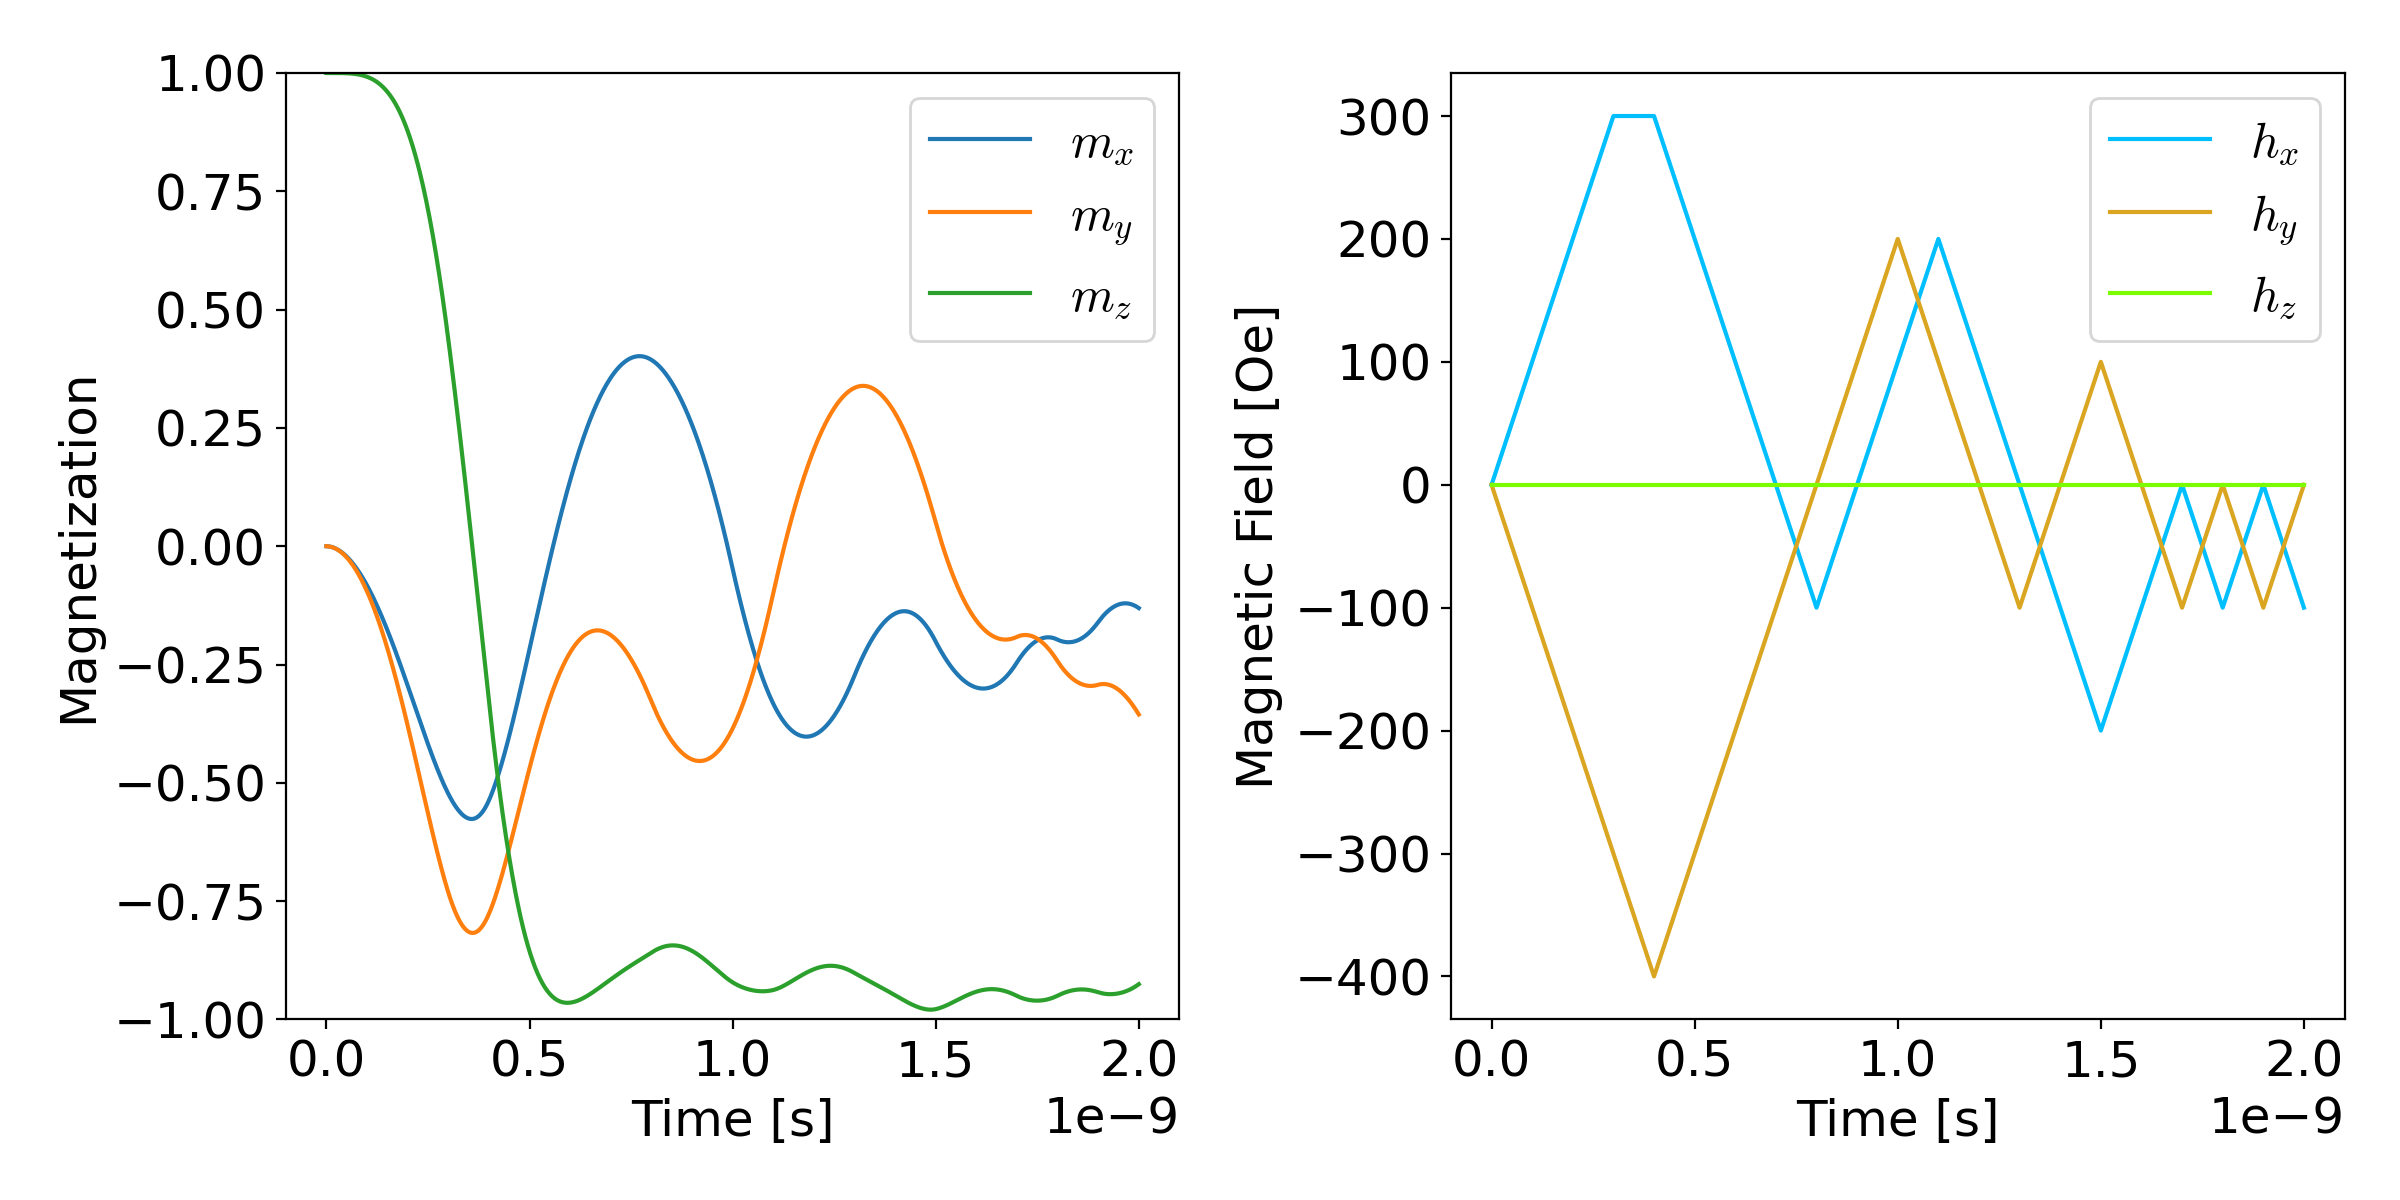 Magnetization
1.00
0.75
0.50
0.25
0.00
−0.25
−0.50
−0.75
−1.00
0.0 0.5 1.0 1.5 2.0
Time [s]
1e−9
m_x
m_y
m_z
Magnetic Field [Oe]
300
200
100
0
−100
−200
−300
−400
0.0 0.5 1.0 1.5 2.0
Time [s]
1e−9
h_x
h_y
h_z